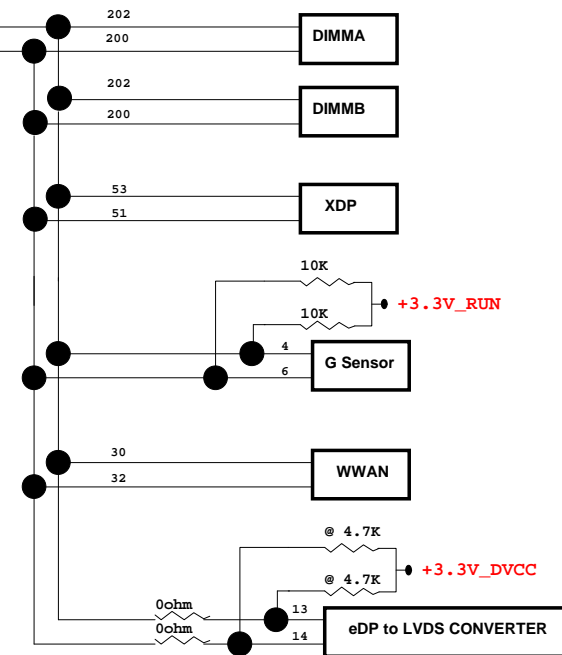 202
DIMMA
200
202
DIMMB
200
53
XDP
51
10K
+3.3V_RUN
10K
4
G Sensor
6
30
WWAN
32
@ 4.7K
+3.3V_DVCC
@ 4.7K
0ohm
13
eDP to LVDS CONVERTER
0ohm
14